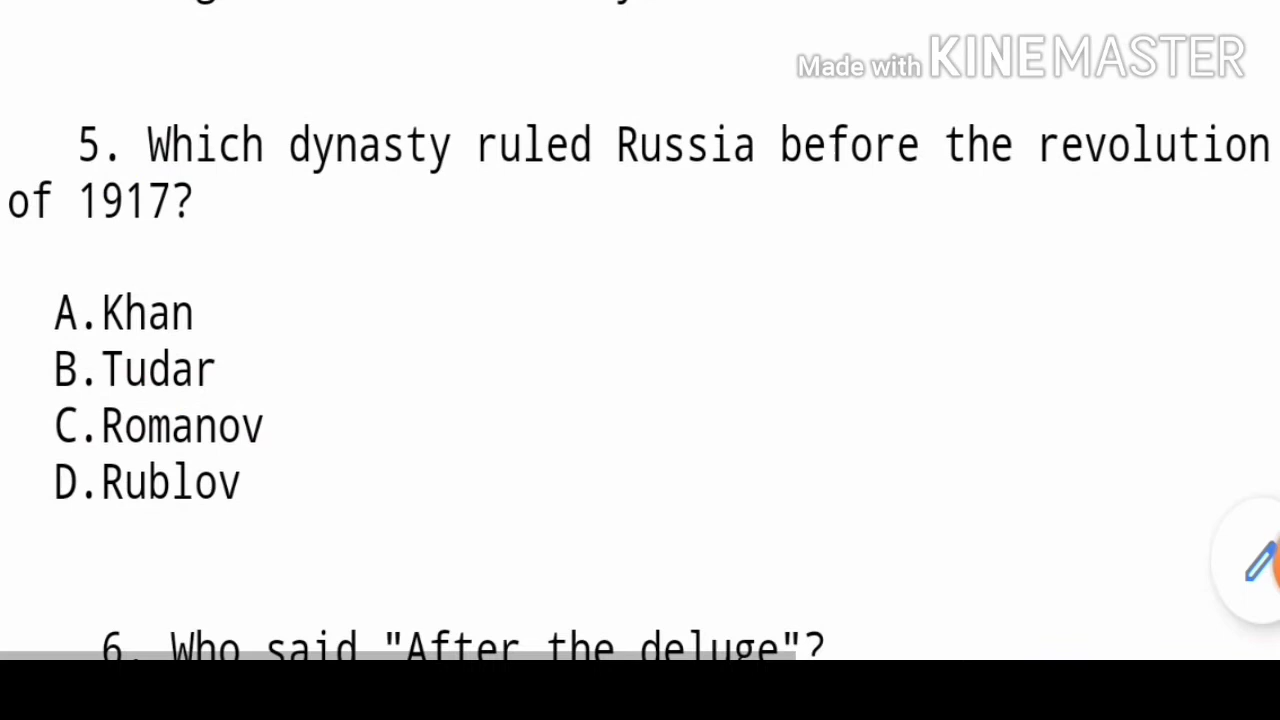 Made with KINEMASTER
5. Which dynasty ruled Russia before the revolution
of 1917?
A.Khan
B.Tudar
C.Romanov
D.Rublov
6. Who said "After the deluge"?